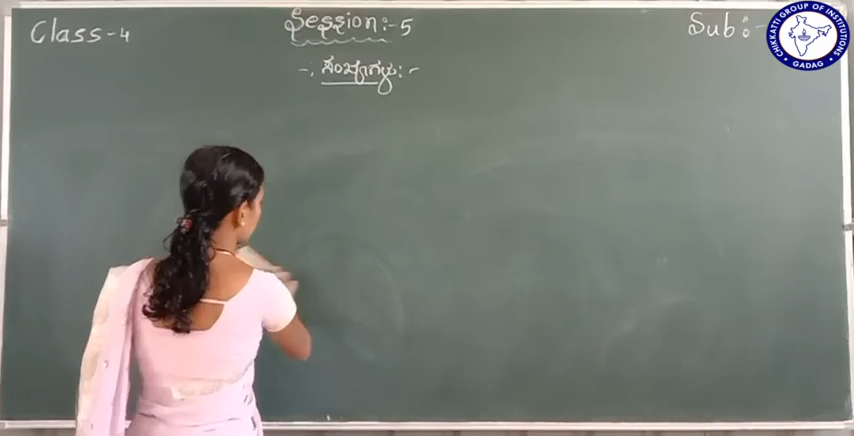 Class-4
Session:-5
Sub:-
-: ಸಂಖ್ಯೆಗಳು :-
CHIKKATTI GROUP OF INSTITUTIONS
GADAG